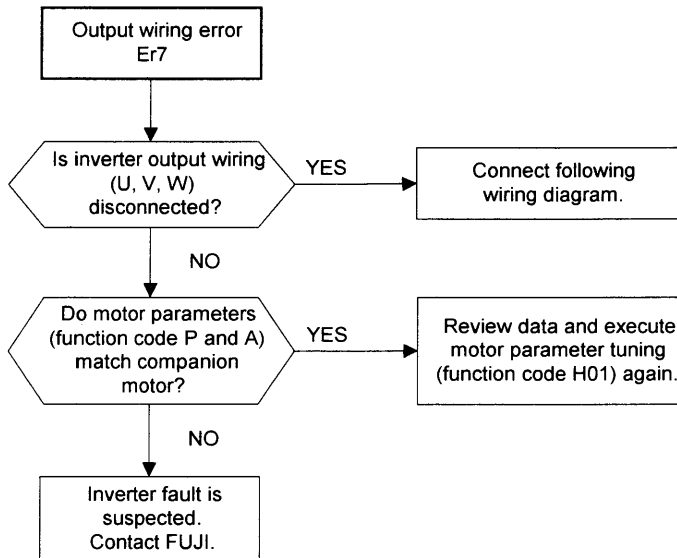 Output wiring error
Er7
Is inverter output wiring
(U, V, W)
disconnected?
YES
Connect following
wiring diagram.
NO
Do motor parameters
(function code P and A)
match companion
motor?
YES
Review data and execute
motor parameter tuning
(function code H01) again.
NO
Inverter fault is
suspected.
Contact FUJI.